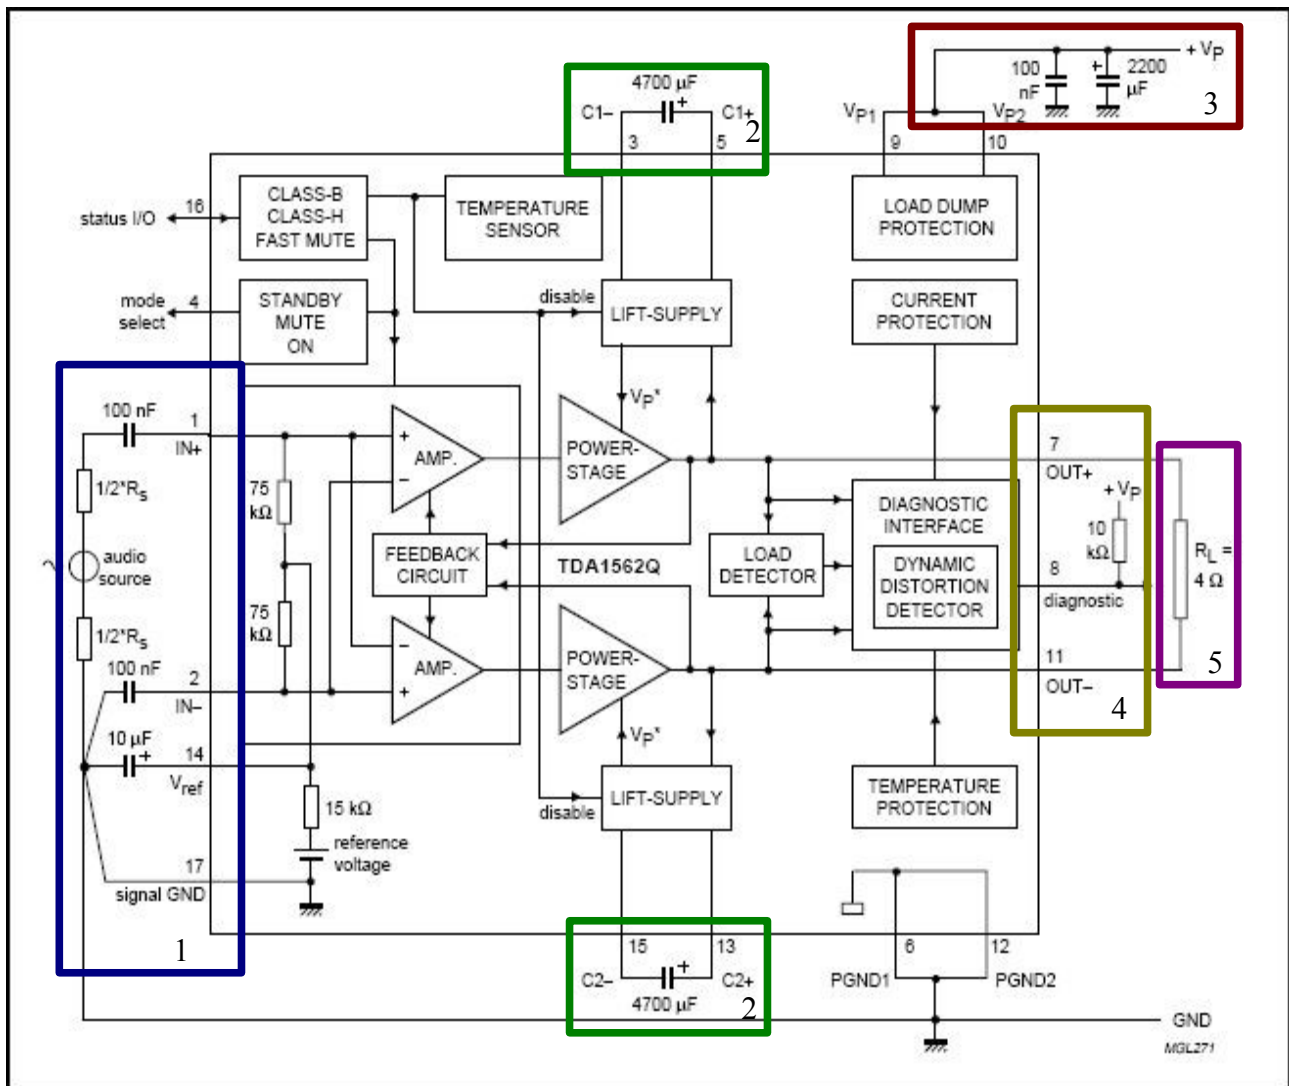 4700 µF
C1–
C1+
2
3
5
+ VP
100
nF
+
2200
µF
3
VP1
VP2
9
10
16
status I/O
CLASS-B
CLASS-H
FAST MUTE
TEMPERATURE
SENSOR
LOAD DUMP
PROTECTION
4
mode
select
STANDBY
MUTE
ON
disable
LIFT-SUPPLY
CURRENT
PROTECTION
100 nF
1
IN+
VP*
+
AMP.
–
POWER-
STAGE
7
OUT+
1/2*RS
75
kΩ
DIAGNOSTIC
INTERFACE
+ VP
10
kΩ
~
audio
source
FEEDBACK
CIRCUIT
TDA1562Q
LOAD
DETECTOR
DYNAMIC
DISTORTION
DETECTOR
8
diagnostic
RL =
4 Ω
75
kΩ
1/2*RS
100 nF
2
IN–
–
AMP.
+
POWER-
STAGE
11
OUT–
5
4
10 µF
+
14
Vref
VP*
15 kΩ
disable
LIFT-SUPPLY
TEMPERATURE
PROTECTION
reference
voltage
17
signal GND
1
15
13
6
12
C2–
+
C2+
4700 µF
2
PGND1
PGND2
GND
MGL271